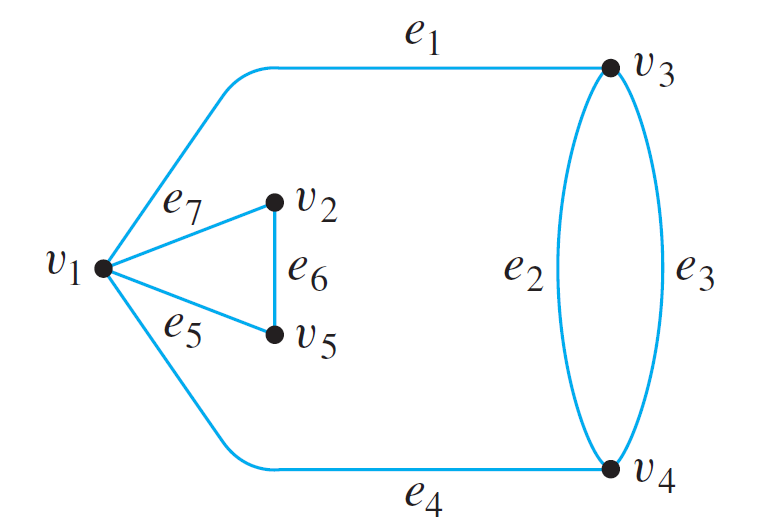 e₁
v₃
e₇
v₂
v₁
e₂
e₆
e₃
e₅
v₅
v₄
e₄